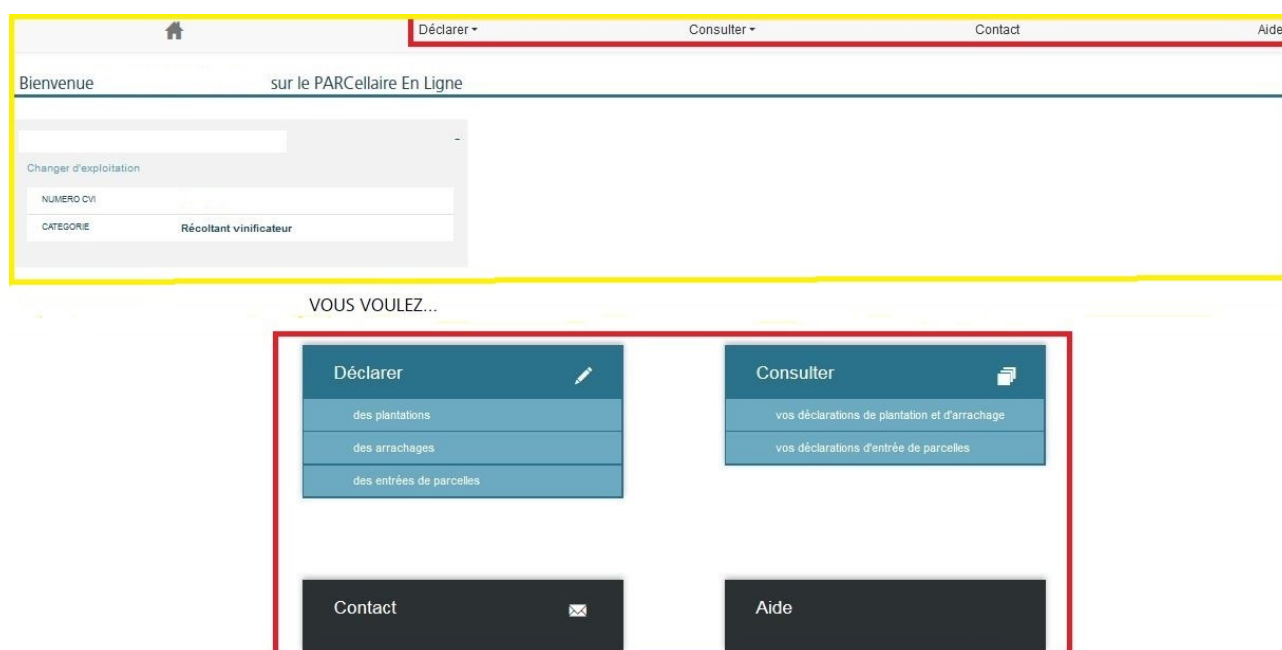 Déclarer Consulter Contact Aide
Bienvenue sur le PARCellaire En Ligne
-
Changer d'exploitation
NUMERO CVI
CATEGORIE Récoltant vinificateur
VOUS VOULEZ...
Déclarer
des plantations
des arrachages
des entrées de parcelles
Consulter
vos déclarations de plantation et d'arrachage
vos déclarations d'entrée de parcelles
Contact
Aide